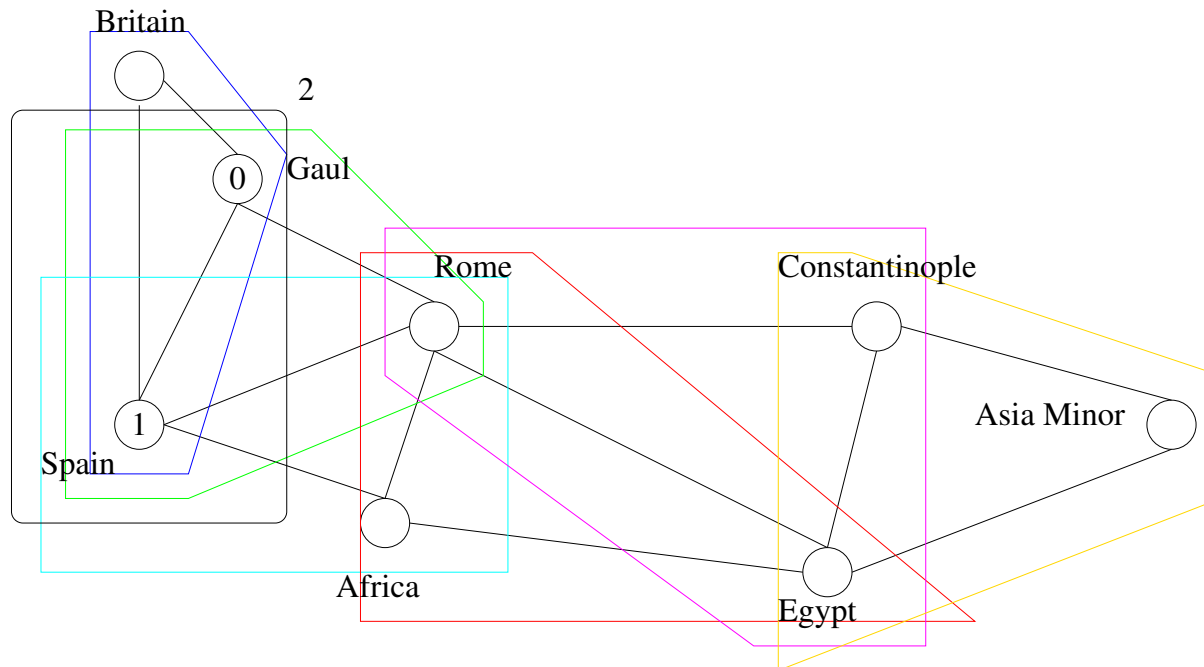 Britain
2
Gaul
0
Rome
Constantinople
Asia Minor
1
Spain
Africa
Egypt